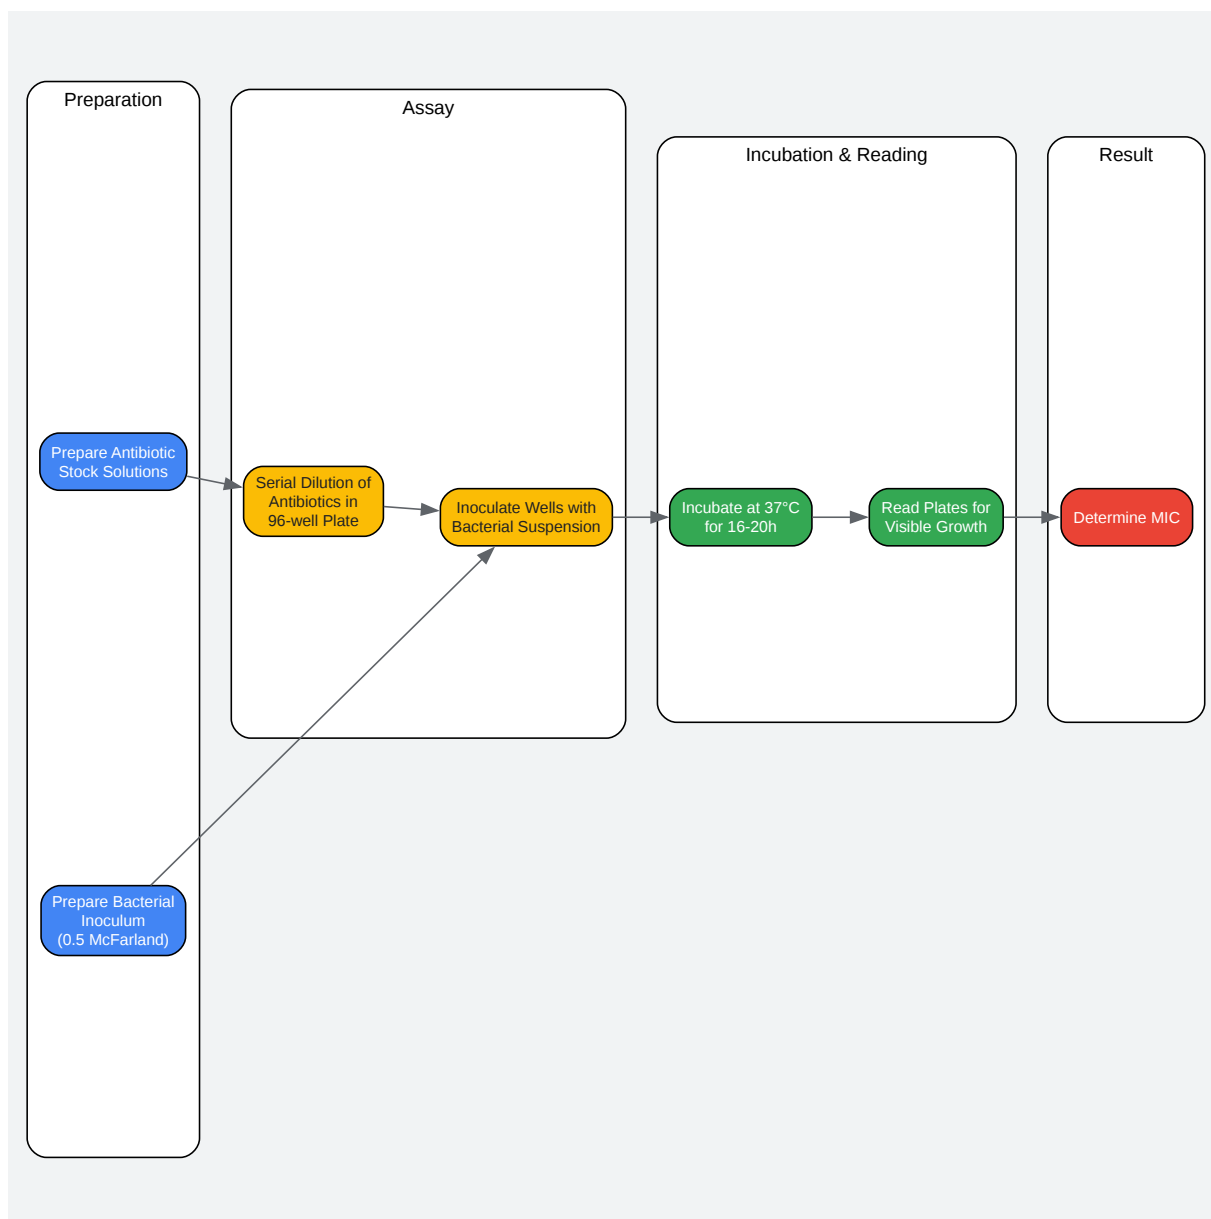 Preparation
Prepare Antibiotic
Stock Solutions
Prepare Bacterial
Inoculum
(0.5 McFarland)
Assay
Serial Dilution of
Antibiotics in
96-well Plate
Inoculate Wells with
Bacterial Suspension
Incubation & Reading
Incubate at 37°C
for 16-20h
Read Plates for
Visible Growth
Result
Determine MIC